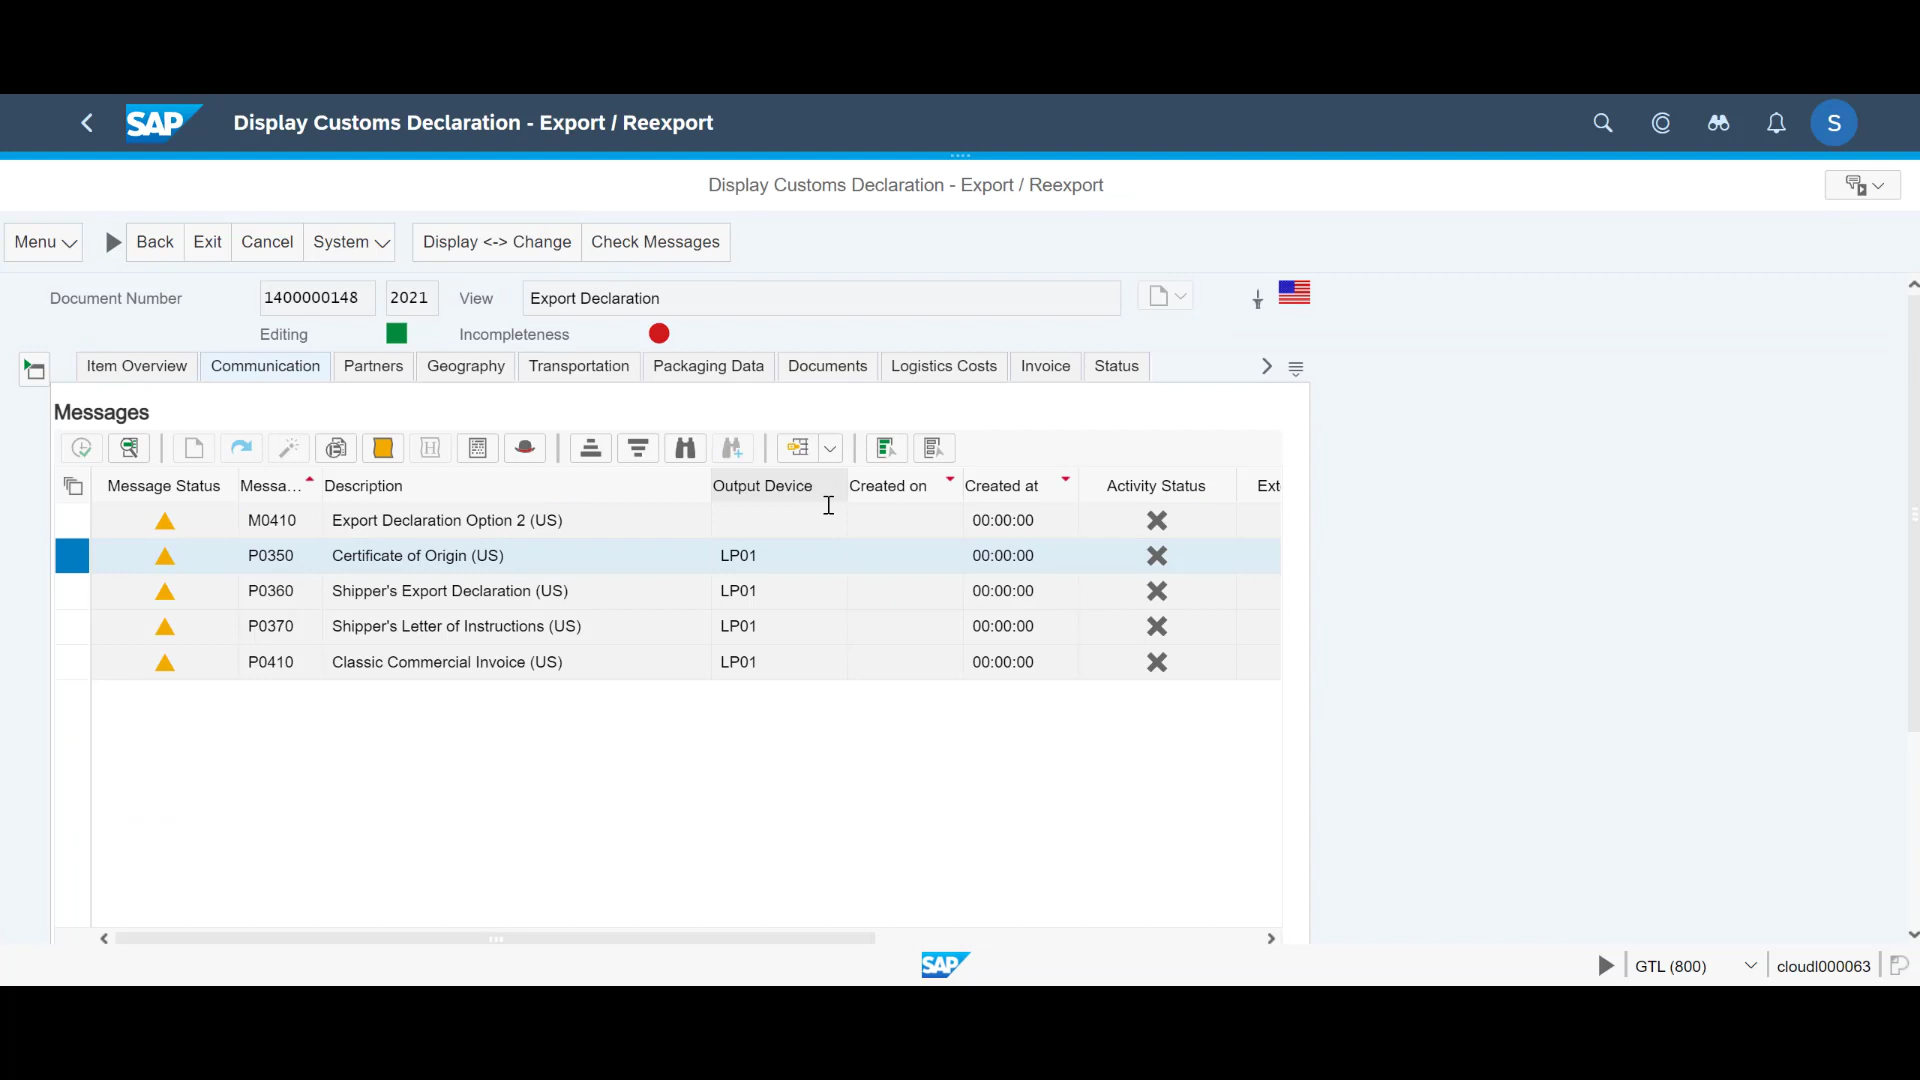 SAP Display Customs Declaration - Export / Reexport S
Display Customs Declaration - Export / Reexport
Menu Back Exit Cancel System Display <-> Change Check Messages
Document Number 1400000148 2021 View Export Declaration
Editing Incompleteness
Item Overview Communication Partners Geography Transportation Packaging Data Documents Logistics Costs Invoice Status
Messages
Message Status Messa... Description Output Device Created on Created at Activity Status Ext
M0410 Export Declaration Option 2 (US) 00:00:00
P0350 Certificate of Origin (US) LP01 00:00:00
P0360 Shipper's Export Declaration (US) LP01 00:00:00
P0370 Shipper's Letter of Instructions (US) LP01 00:00:00
P0410 Classic Commercial Invoice (US) LP01 00:00:00
SAP GTL (800) cloudl000063